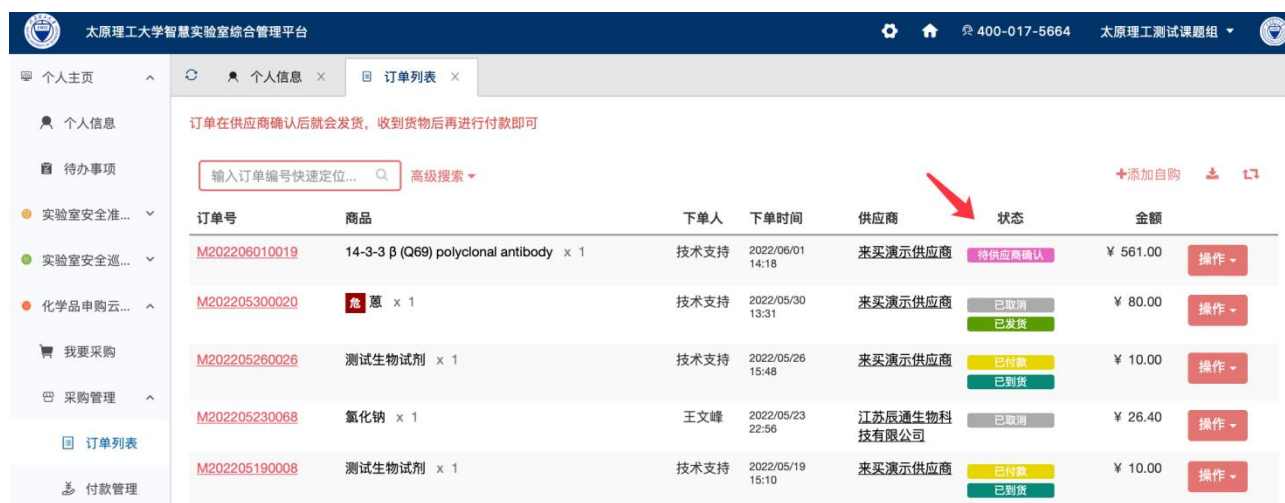 太原理工大学智慧实验室综合管理平台
400-017-5664
太原理工测试课题组
个人主页
个人信息
订单列表
个人信息
订单在供应商确认后就会发货，收到货物后再进行付款即可
待办事项
输入订单编号快速定位...
高级搜索
添加自购
实验室安全准...
订单号 商品 下单人 下单时间 供应商 状态 金额
实验室安全巡...
M202206010019 14-3-3 β (Q69) polyclonal antibody x 1 技术支持 2022/06/01 来买演示供应商 待供应商确认 ¥ 561.00 操作
14:18
化学品申购云...
M202205300020 危 蒽 x 1 技术支持 2022/05/30 来买演示供应商 已取消 ¥ 80.00 操作
13:31 已发货
我要采购
M202205260026 测试生物试剂 x 1 技术支持 2022/05/26 来买演示供应商 已付款 ¥ 10.00 操作
15:48 已到货
采购管理
M202205230068 氯化钠 x 1 王文峰 2022/05/23 江苏辰通生物科 已取消 ¥ 26.40 操作
22:56 技有限公司
订单列表
M202205190008 测试生物试剂 x 1 技术支持 2022/05/19 来买演示供应商 已付款 ¥ 10.00 操作
15:10 已到货
付款管理